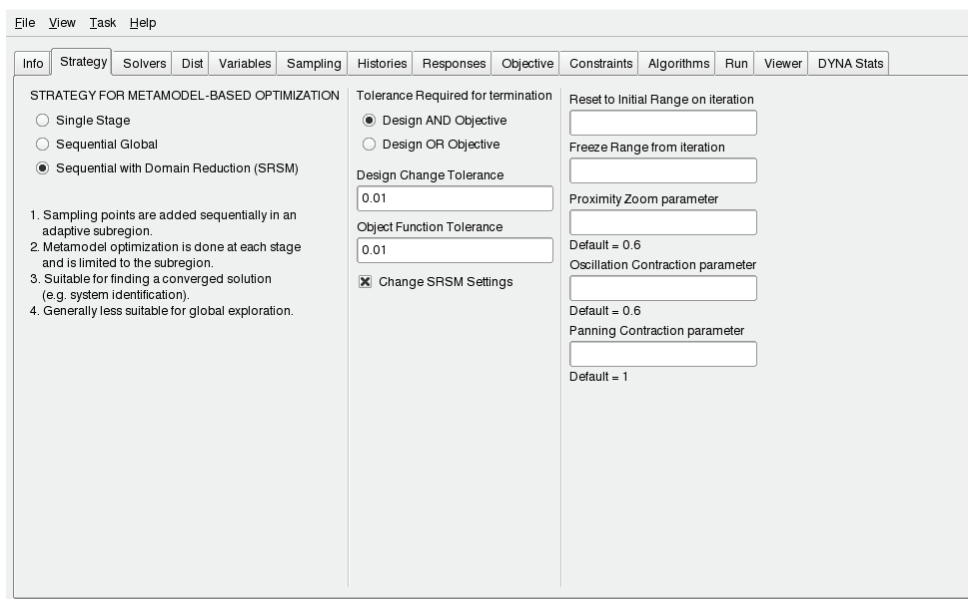 File View Task Help
Info Strategy Solvers Dist Variables Sampling Histories Responses Objective Constraints Algorithms Run Viewer DYNA Stats
STRATEGY FOR METAMODEL-BASED OPTIMIZATION
Single Stage
Sequential Global
Sequential with Domain Reduction (SRSM)
1. Sampling points are added sequentially in an
adaptive subregion.
2. Metamodel optimization is done at each stage
and is limited to the subregion.
3. Suitable for finding a converged solution
(e.g. system identification).
4. Generally less suitable for global exploration.
Tolerance Required for termination
Design AND Objective
Design OR Objective
Design Change Tolerance
0.01
Object Function Tolerance
0.01
Change SRSM Settings
Reset to Initial Range on iteration
Freeze Range from iteration
Proximity Zoom parameter
Default = 0.6
Oscillation Contraction parameter
Default = 0.6
Panning Contraction parameter
Default = 1